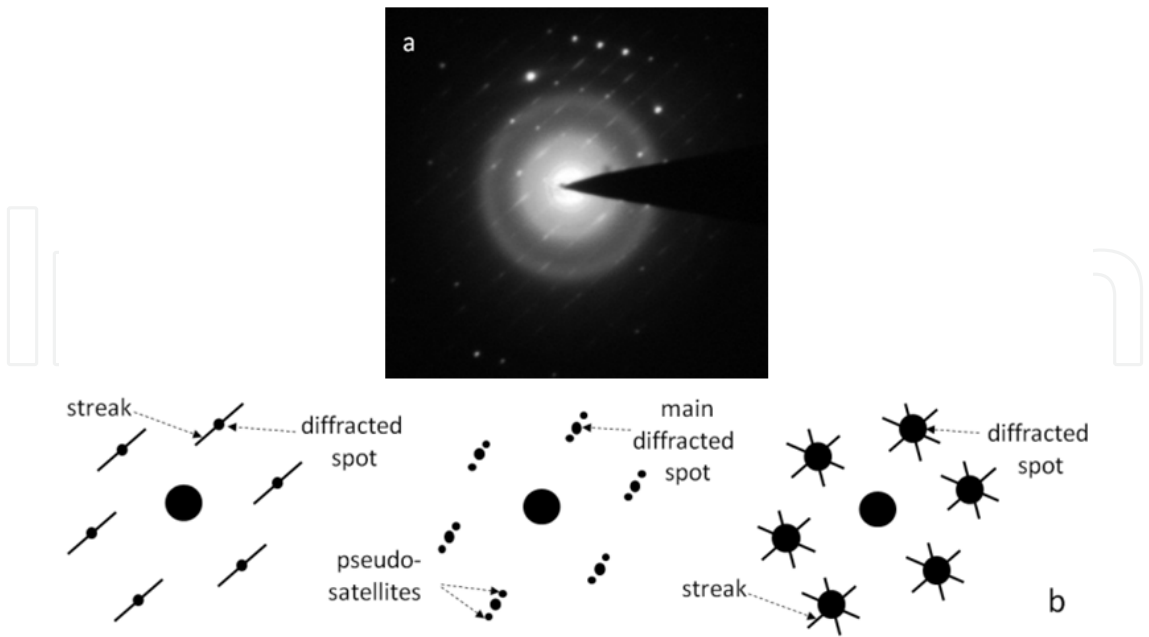 a
streak
diffracted
spot
main
diffracted
spot
diffracted
spot
pseudo-
satellites
streak
b